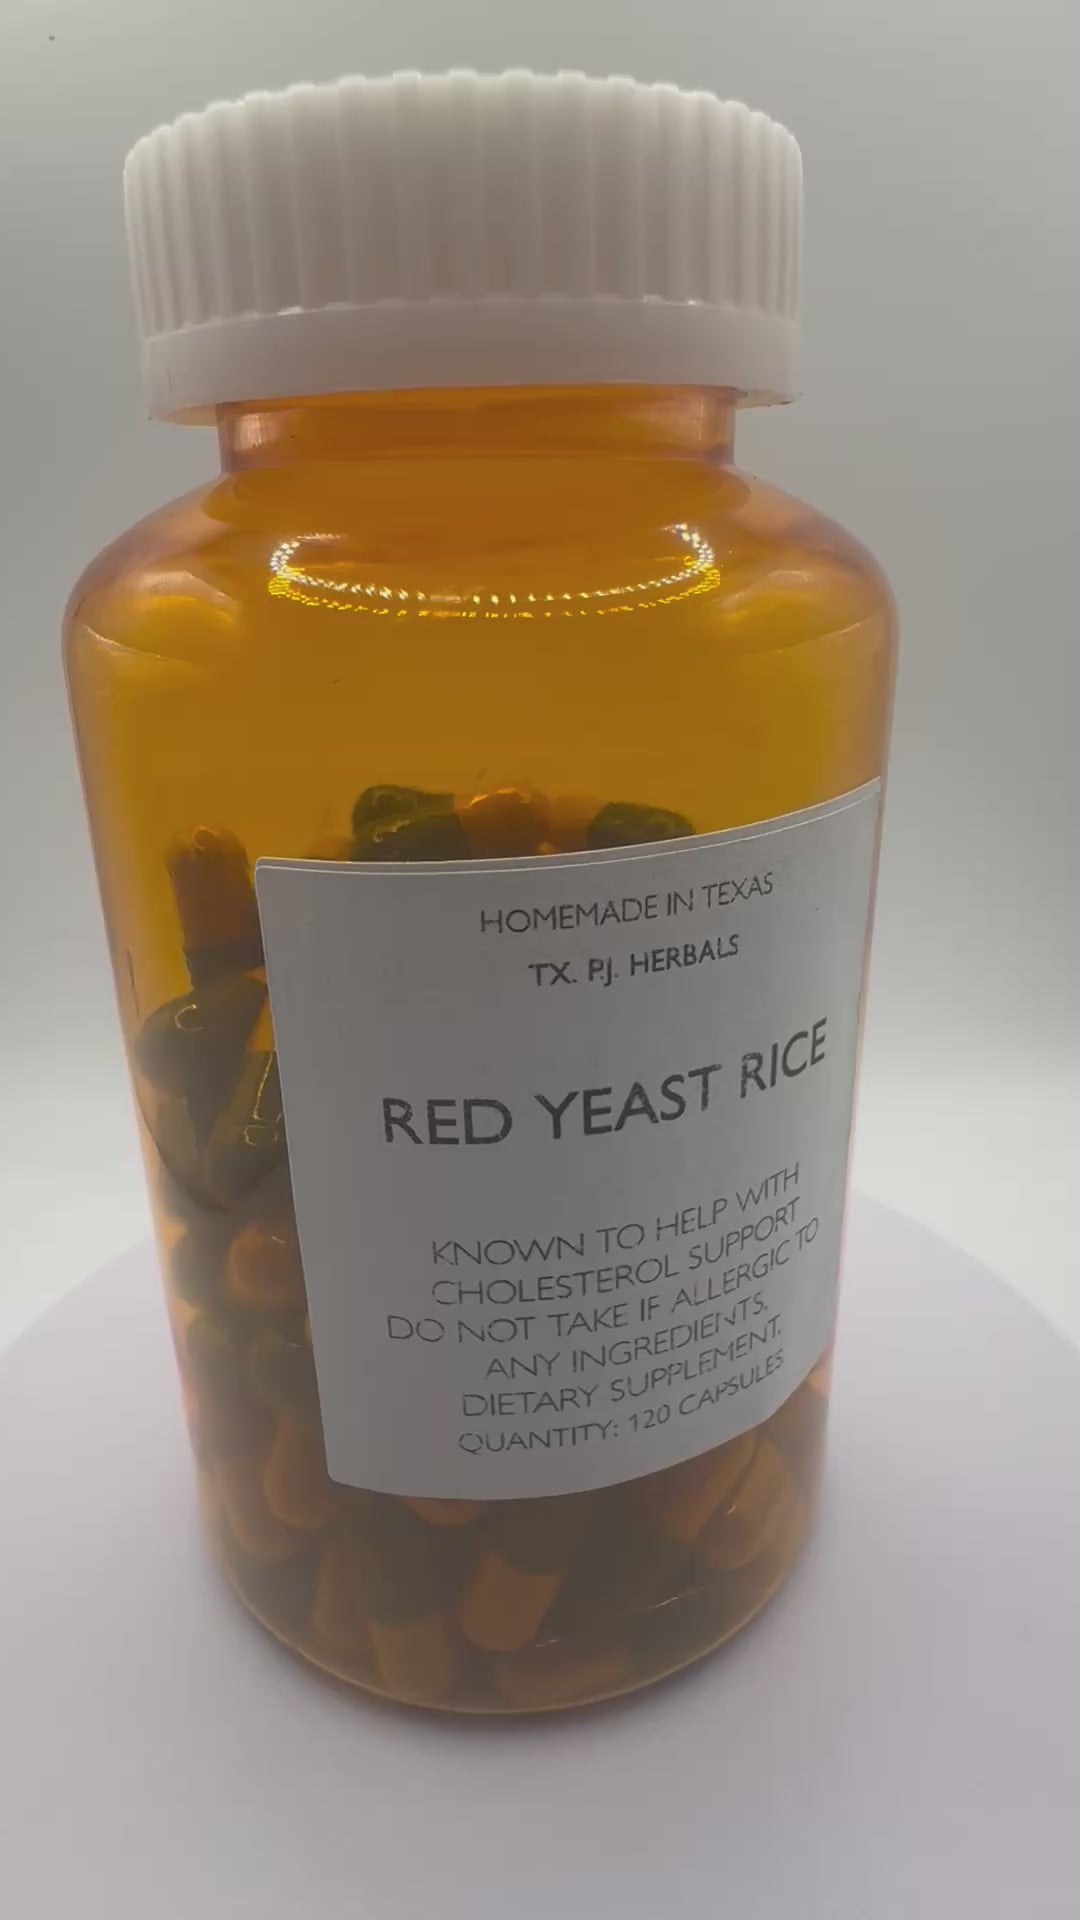 HOMEMADE IN TEXAS
TX. P.J. HERBALS
RED YEAST RICE
KNOWN TO HELP WITH
CHOLESTEROL SUPPORT
DO NOT TAKE IF ALLERGIC TO
ANY INGREDIENTS.
DIETARY SUPPLEMENT.
QUANTITY: 120 CAPSULES